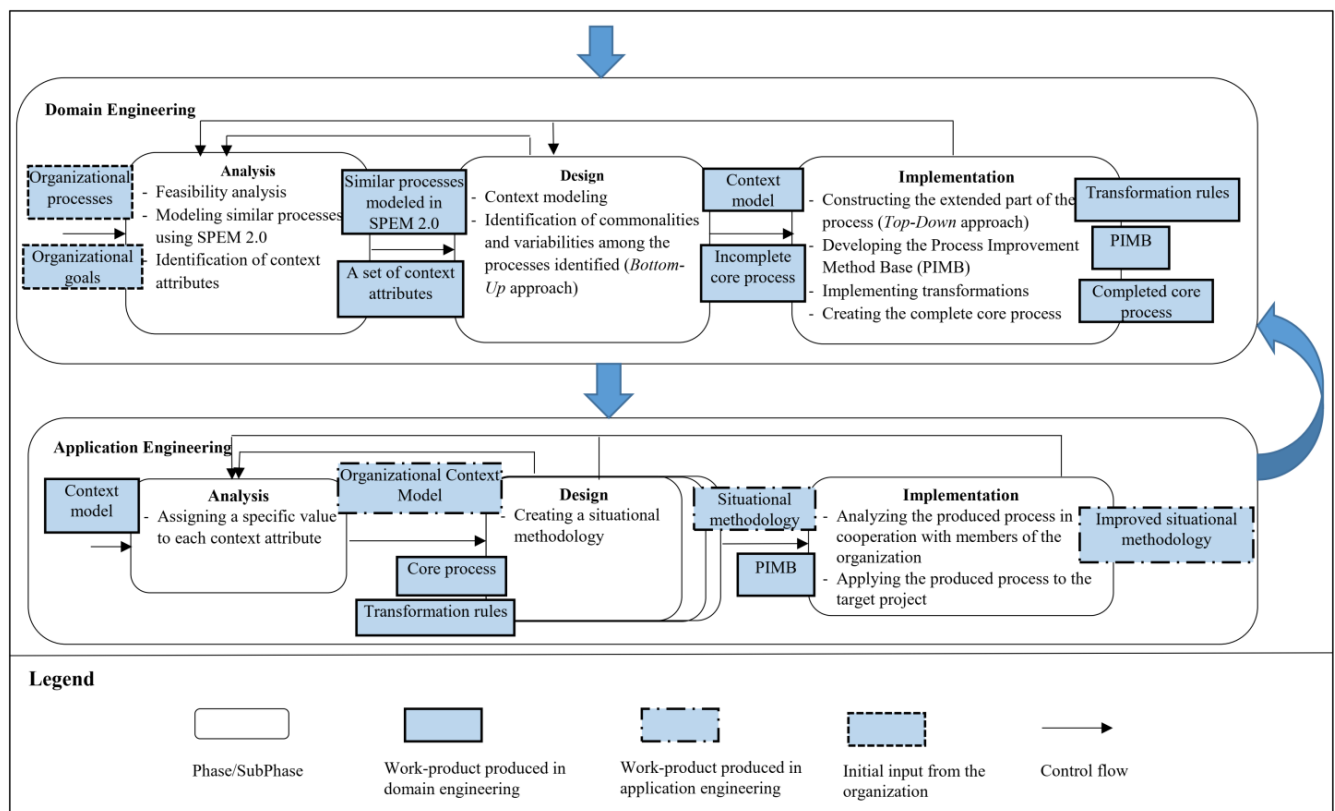 Domain Engineering
Organizational
processes
Organizational
goals
Analysis
- Feasibility analysis
- Modeling similar processes
using SPEM 2.0
- Identification of context
attributes
Similar processes
modeled in
SPEM 2.0
A set of context
attributes
Design
- Context modeling
- Identification of commonalities
and variabilities among the
processes identified (Bottom-
Up approach)
Context
model
Incomplete
core process
Implementation
- Constructing the extended part of the
process (Top-Down approach)
- Developing the Process Improvement
Method Base (PIMB)
- Implementing transformations
- Creating the complete core process
Transformation rules
PIMB
Completed core
process
Application Engineering
Context
model
Analysis
- Assigning a specific value
to each context attribute
Organizational Context
Model
Core process
Transformation rules
Design
- Creating a situational
methodology
Situational
methodology
PIMB
Implementation
- Analyzing the produced process in
cooperation with members of the
organization
- Applying the produced process to the
target project
Improved situational
methodology
Legend
Phase/SubPhase
Work-product produced in
domain engineering
Work-product produced in
application engineering
Initial input from the
organization
Control flow